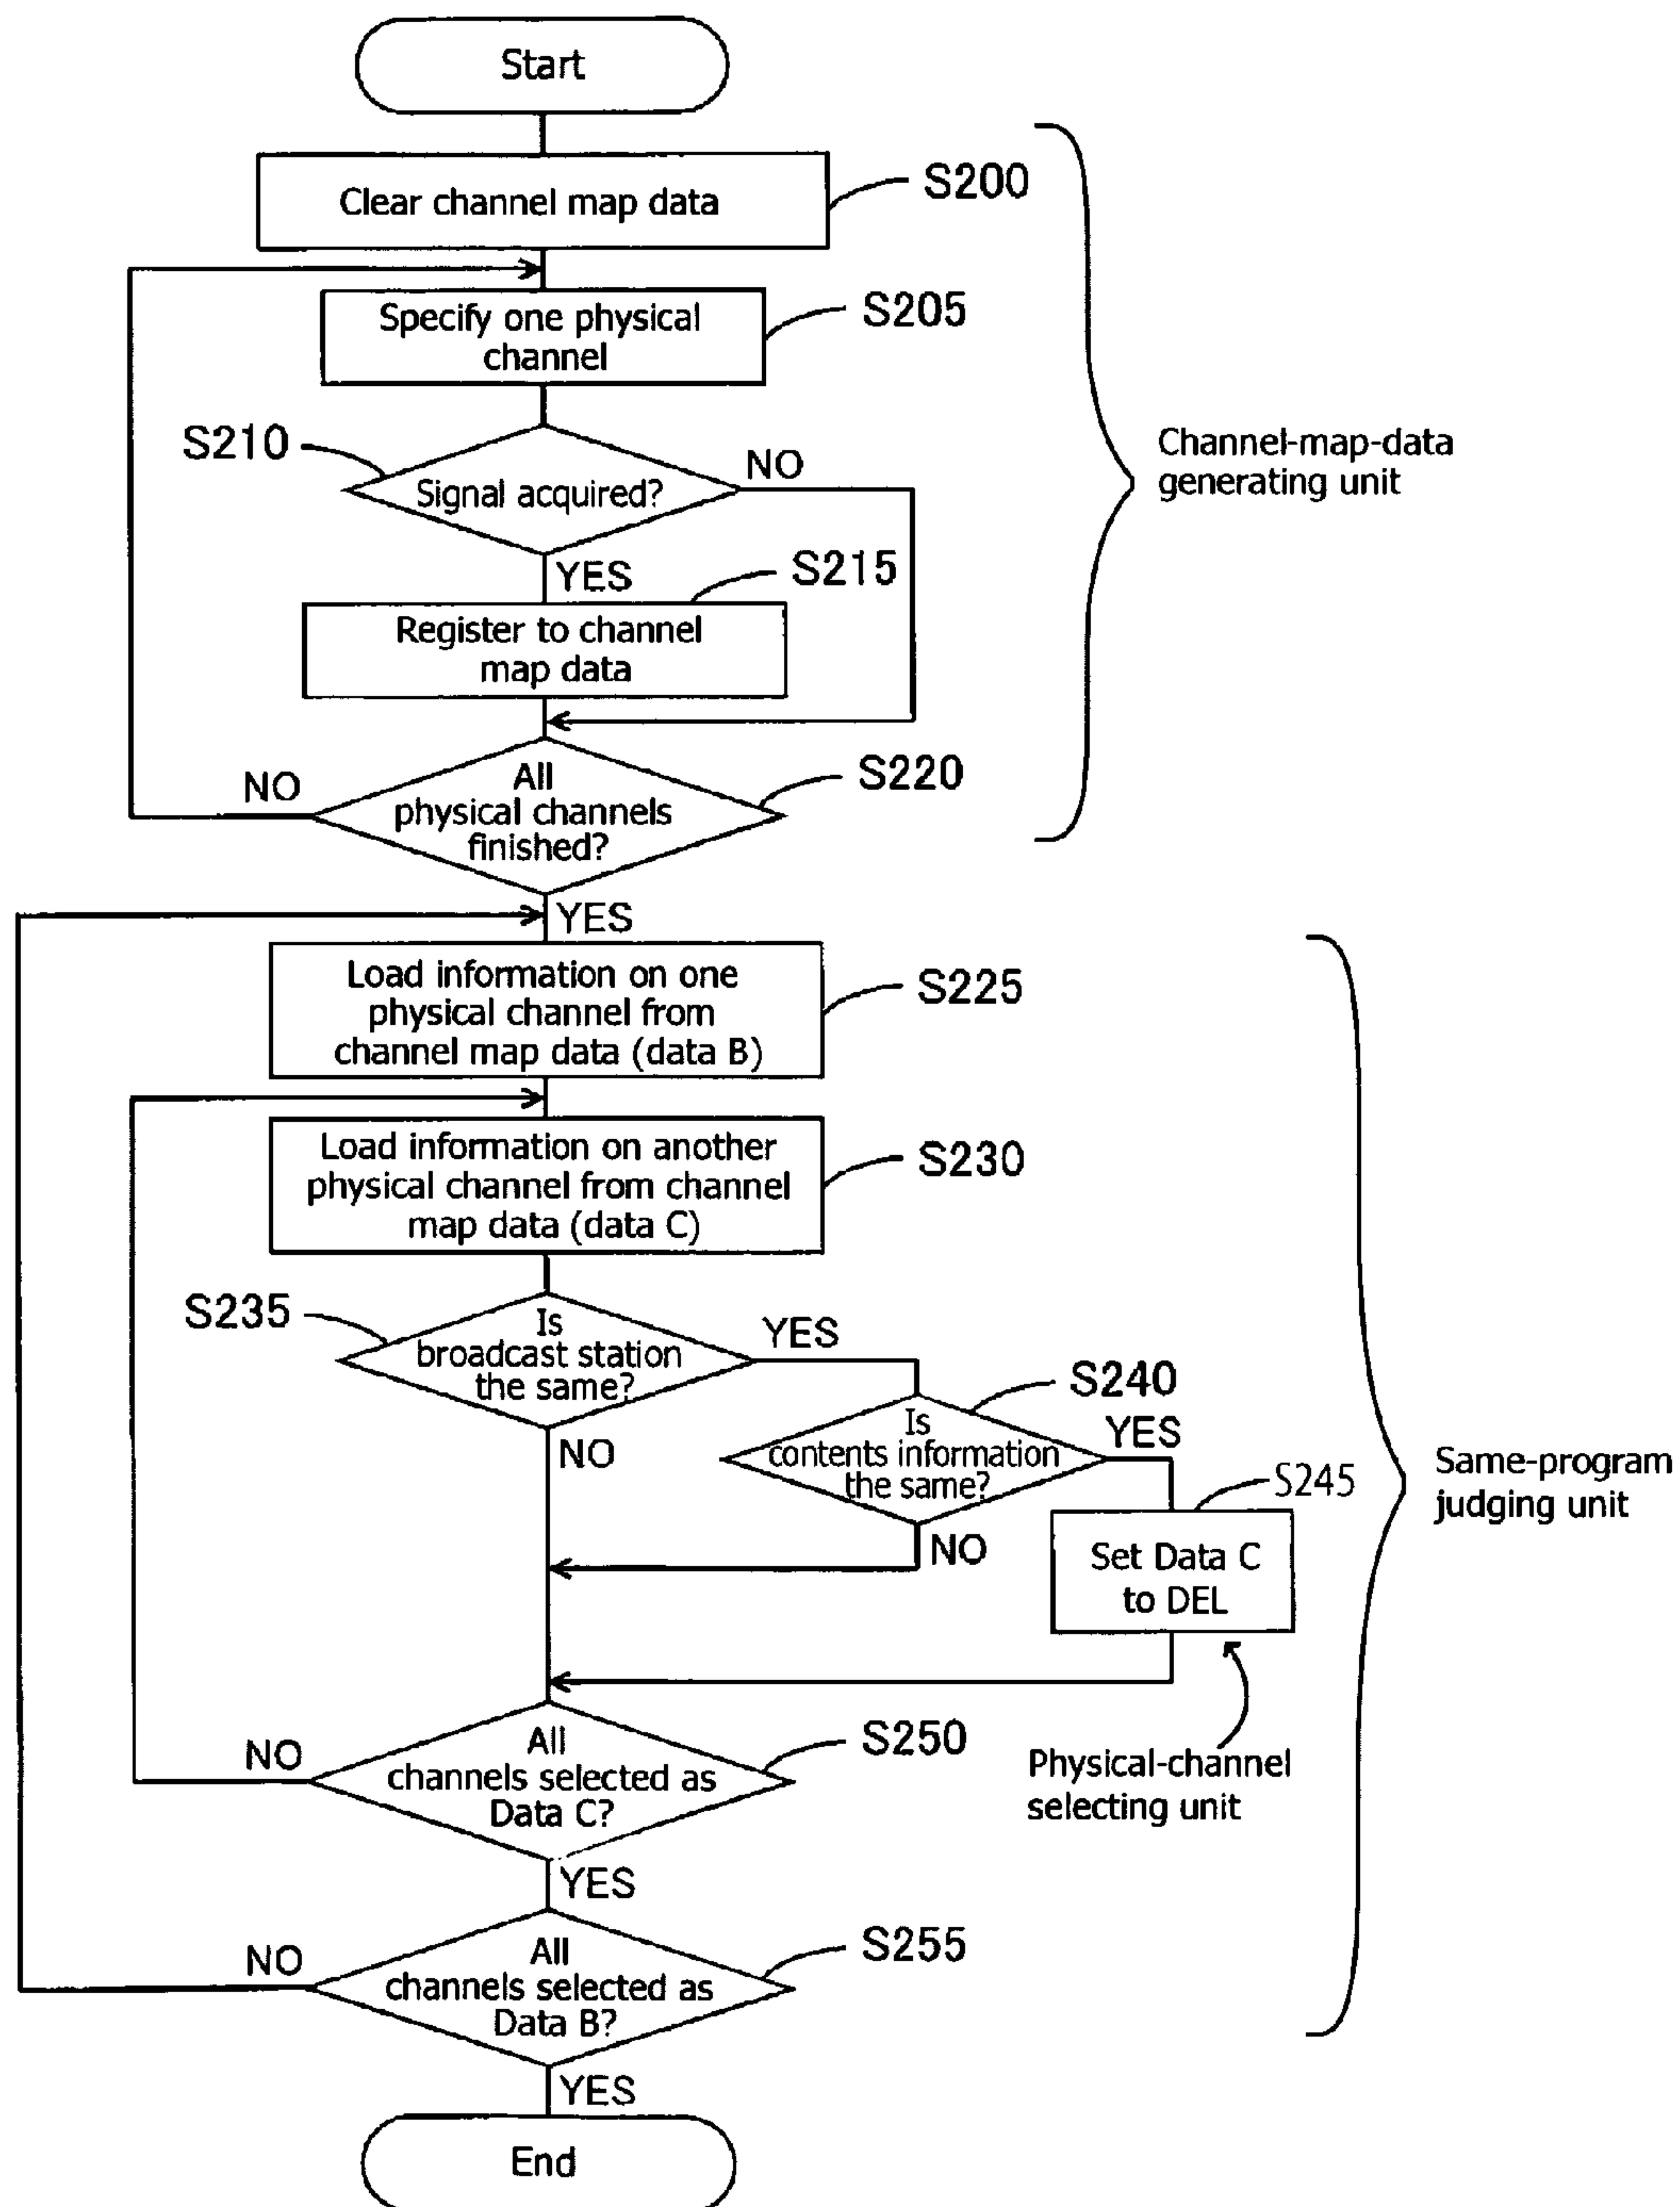 Start
Clear channel map data
S200
Specify one physical
channel
S205
S210
Signal acquired?
NO
YES
S215
Register to channel
map data
Channel-map-data
generating unit
NO
All
physical channels
finished?
S220
YES
Load information on one
physical channel from
channel map data (data B)
S225
Load information on another
physical channel from channel
map data (data C)
S230
S235
Is
broadcast station
the same?
YES
NO
S240
Is
contents information
the same?
YES
NO
S245
Set Data C
to DEL
Same-program
judging unit
Physical-channel
selecting unit
NO
All
channels selected as
Data C?
S250
YES
NO
All
channels selected as
Data B?
S255
YES
End